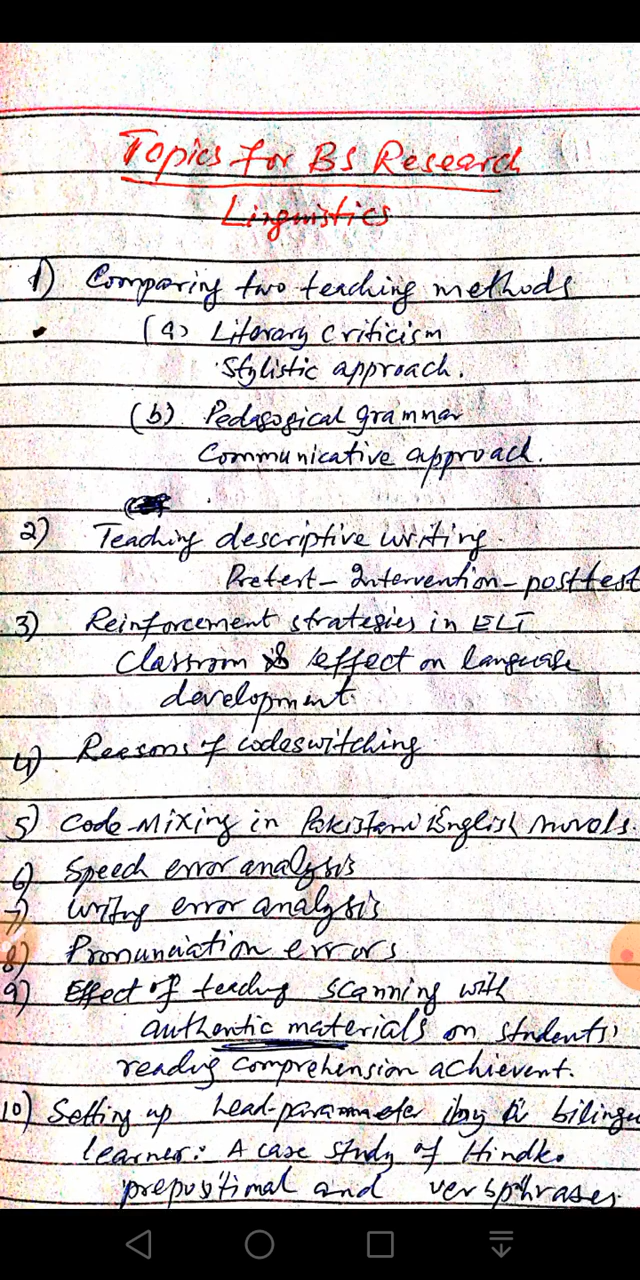 Topics for BS Research
Linguistics
1) Comparing two teaching methods
(a) Literary Criticism
Stylistic approach.
(b) Pedagogical grammar
Communicative approach.
2) Teaching descriptive writing.
Pretest - Intervention - posttest
3) Reinforcement strategies in ELT
Classrom & effect on language
development.
4) Reasons of codeswitching.
5) Code-Mixing in Pakistani English novels.
6) Speech error analysis
7) writing error analysis
8) Pronunciation errors
9) Effect of teaching scanning with
authentic materials on students'
reading comprehension achievent.
10) Setting up head-parameter by a bilingu
learner: A case study of Hindko
prepositional and verb phrases.